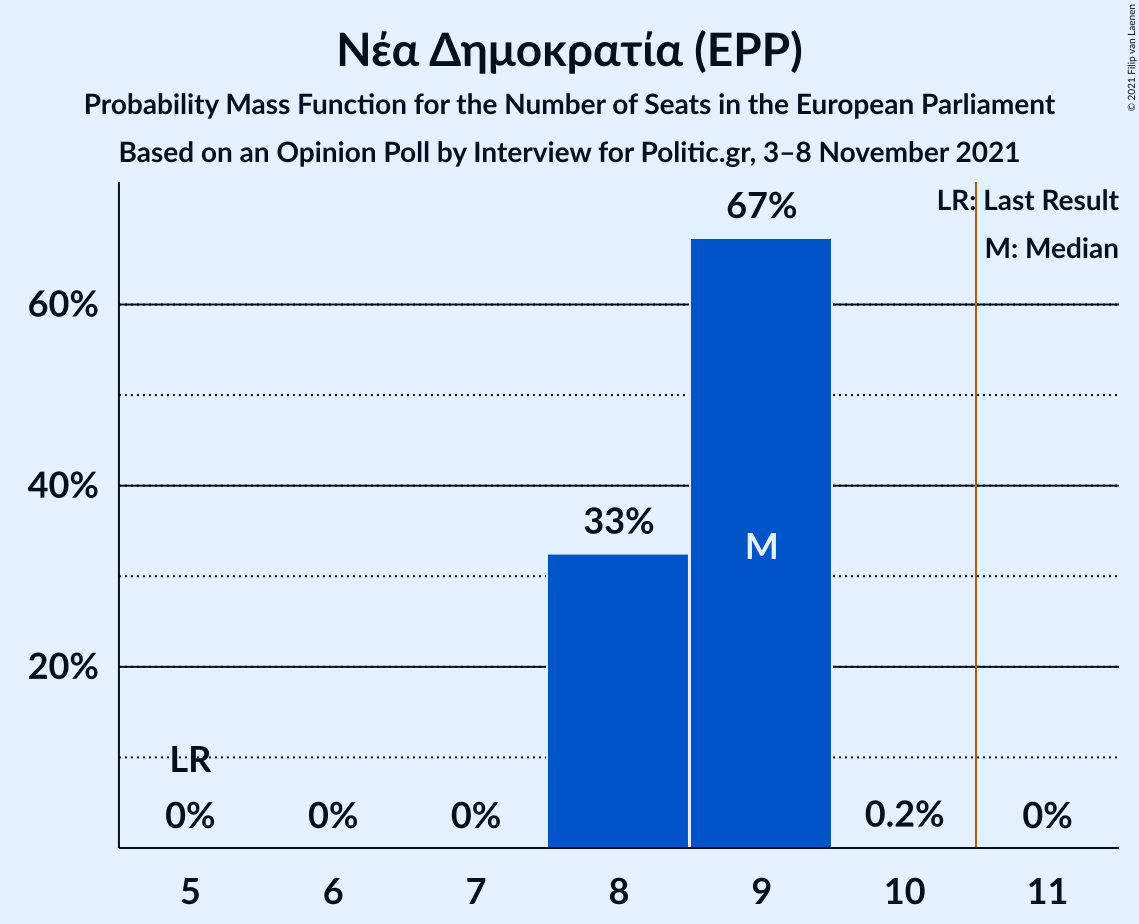 Νέα Δημοκρατία (EPP)
Probability Mass Function for the Number of Seats in the European Parliament
Based on an Opinion Poll by Interview for Politic.gr, 3–8 November 2021
© 2021 Filip van Laenen
LR: Last Result
M: Median
67%
60%
40%
33%
M
20%
LR
0%
0%
0%
0.2%
0%
5
6
7
8
9
10
11